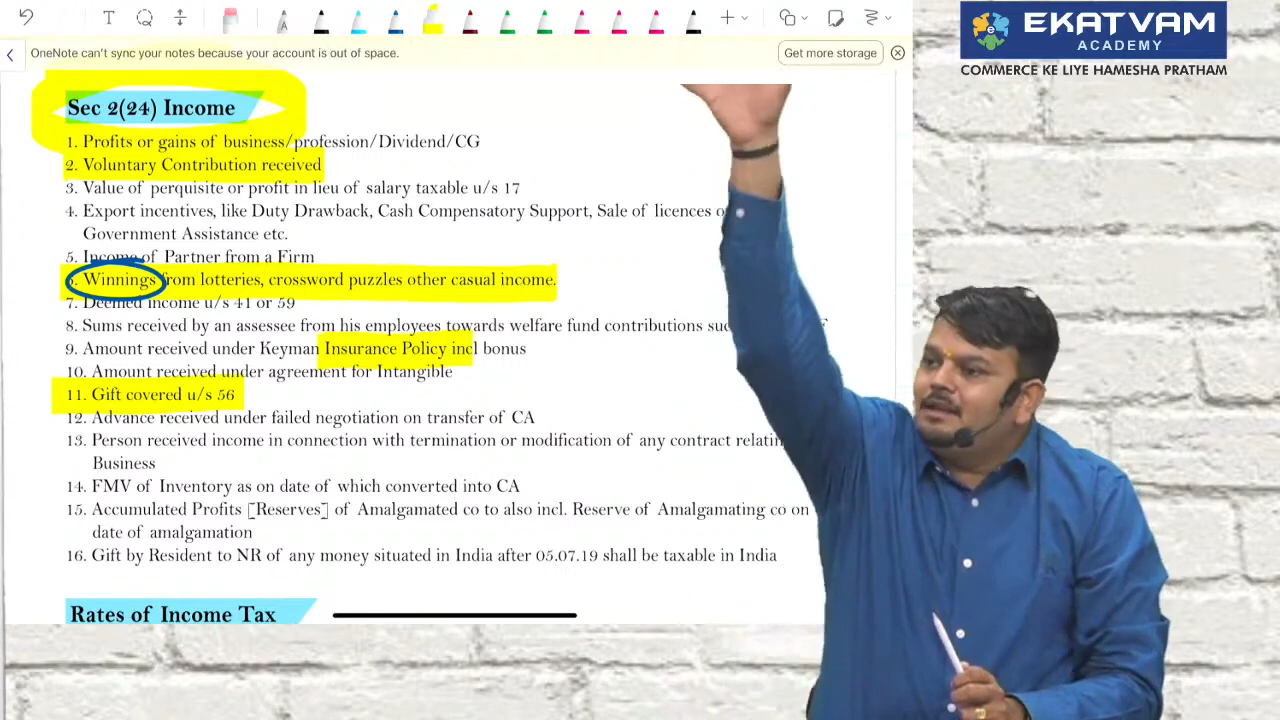 EKATVAM
ACADEMY
COMMERCE KE LIYE HAMESHA PRATHAM
OneNote can't sync your notes because your account is out of space.
Get more storage
Sec 2(24) Income
1. Profits or gains of business/profession/Dividend/CG
2. Voluntary Contribution received
3. Value of perquisite or profit in lieu of salary taxable u/s 17
4. Export incentives, like Duty Drawback, Cash Compensatory Support, Sale of licences
Government Assistance etc.
5. Income of Partner from a Firm
6. Winnings from lotteries, crossword puzzles other casual income.
7. Deemed income u/s 41 or 59
8. Sums received by an assessee from his employees towards welfare fund contributions
9. Amount received under Keyman Insurance Policy incl bonus
10. Amount received under agreement for Intangible
11. Gift covered u/s 56
12. Advance received under failed negotiation on transfer of CA
13. Person received income in connection with termination or modification of any contract
Business
14. FMV of Inventory as on date of which converted into CA
15. Accumulated Profits [Reserves] of Amalgamated co to also incl. Reserve of Amalgamating co on
date of amalgamation
16. Gift by Resident to NR of any money situated in India after 05.07.19 shall be taxable in India
Rates of Income Tax